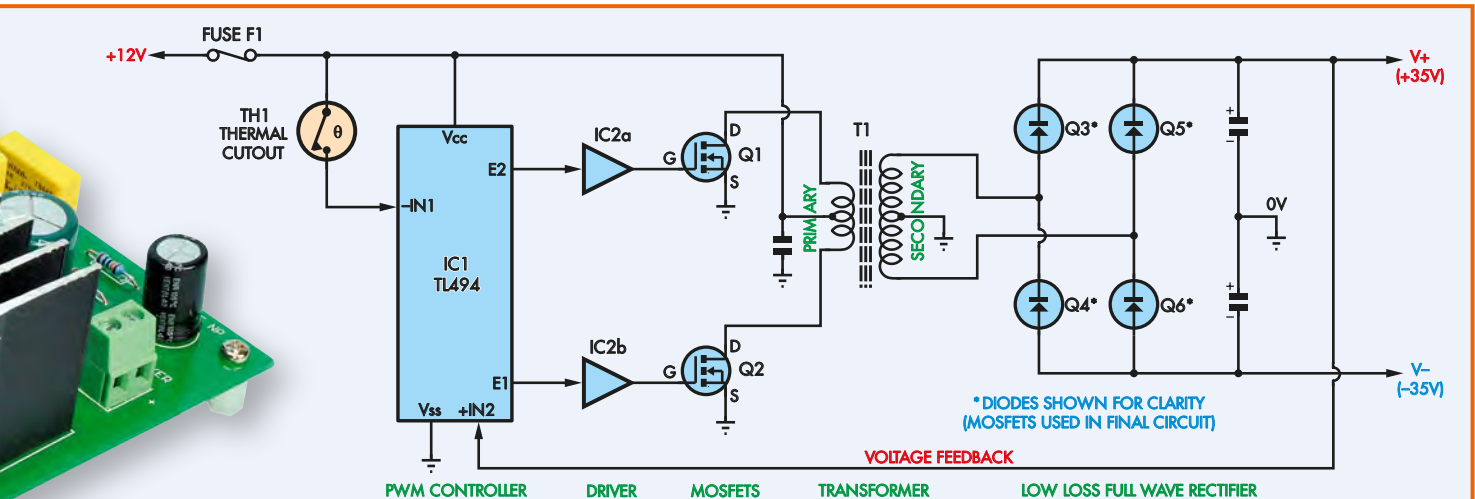 FUSE F1
+12V
V+
(+35V)
TH1
THERMAL
CUTOUT
θ
Vcc
IC2a
D
Q1
G
S
T1
Q3*
Q5*
E2
–IN1
PRIMARY
SECONDARY
0V
IC1
TL494
Q4*
Q6*
IC2b
D
Q2
G
S
E1
Vss
+IN2
+
–
+
–
V–
(–35V)
*DIODES SHOWN FOR CLARITY
(MOSFETS USED IN FINAL CIRCUIT)
VOLTAGE FEEDBACK
PWM CONTROLLER
DRIVER
MOSFETS
TRANSFORMER
LOW LOSS FULL WAVE RECTIFIER
NP